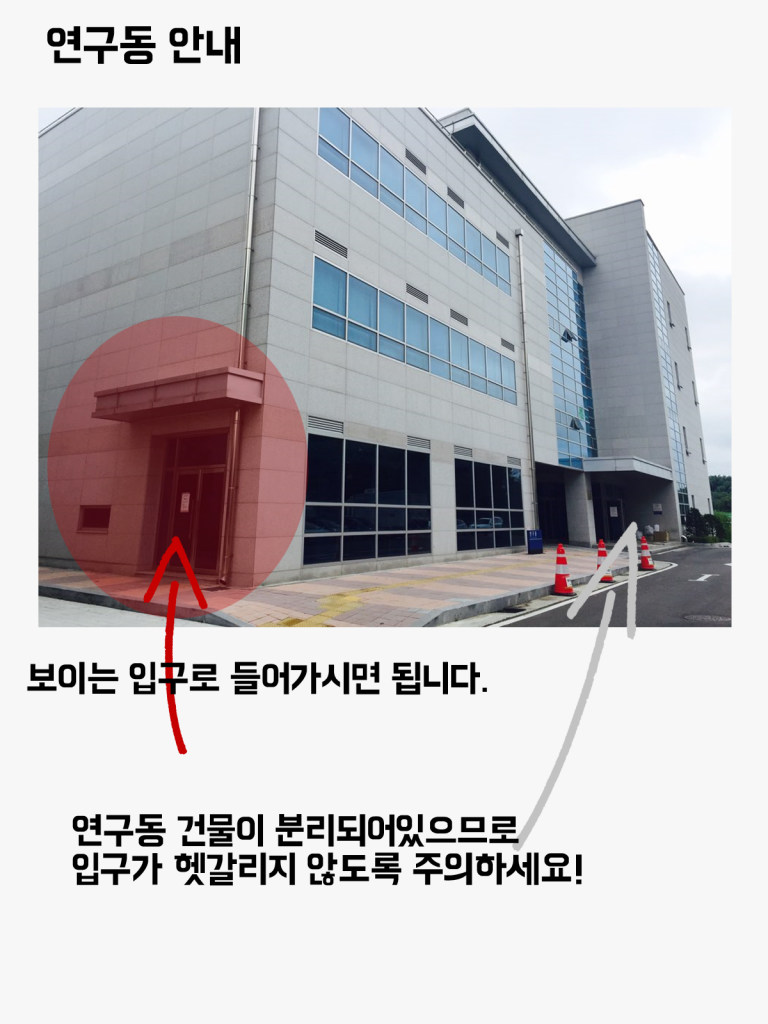 연구동 안내
보이는 입구로 들어가시면 됩니다.
연구동 건물이 분리되어있으므로
입구가 헷갈리지 않도록 주의하세요!